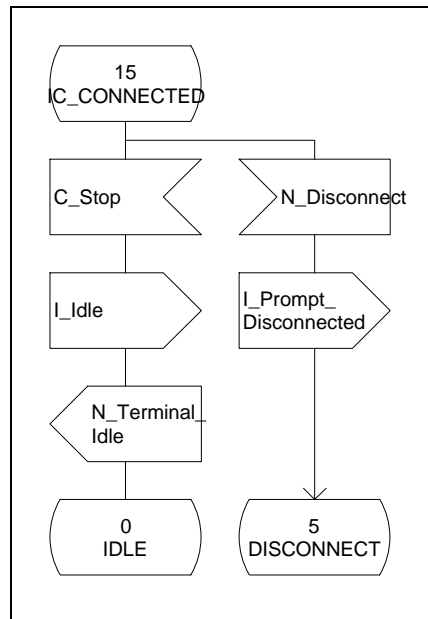 15
IC_CONNECTED
C_Stop
N_Disconnect
I_Idle
I_Prompt_
Disconnected
N_Terminal_
Idle
0
IDLE
5
DISCONNECT